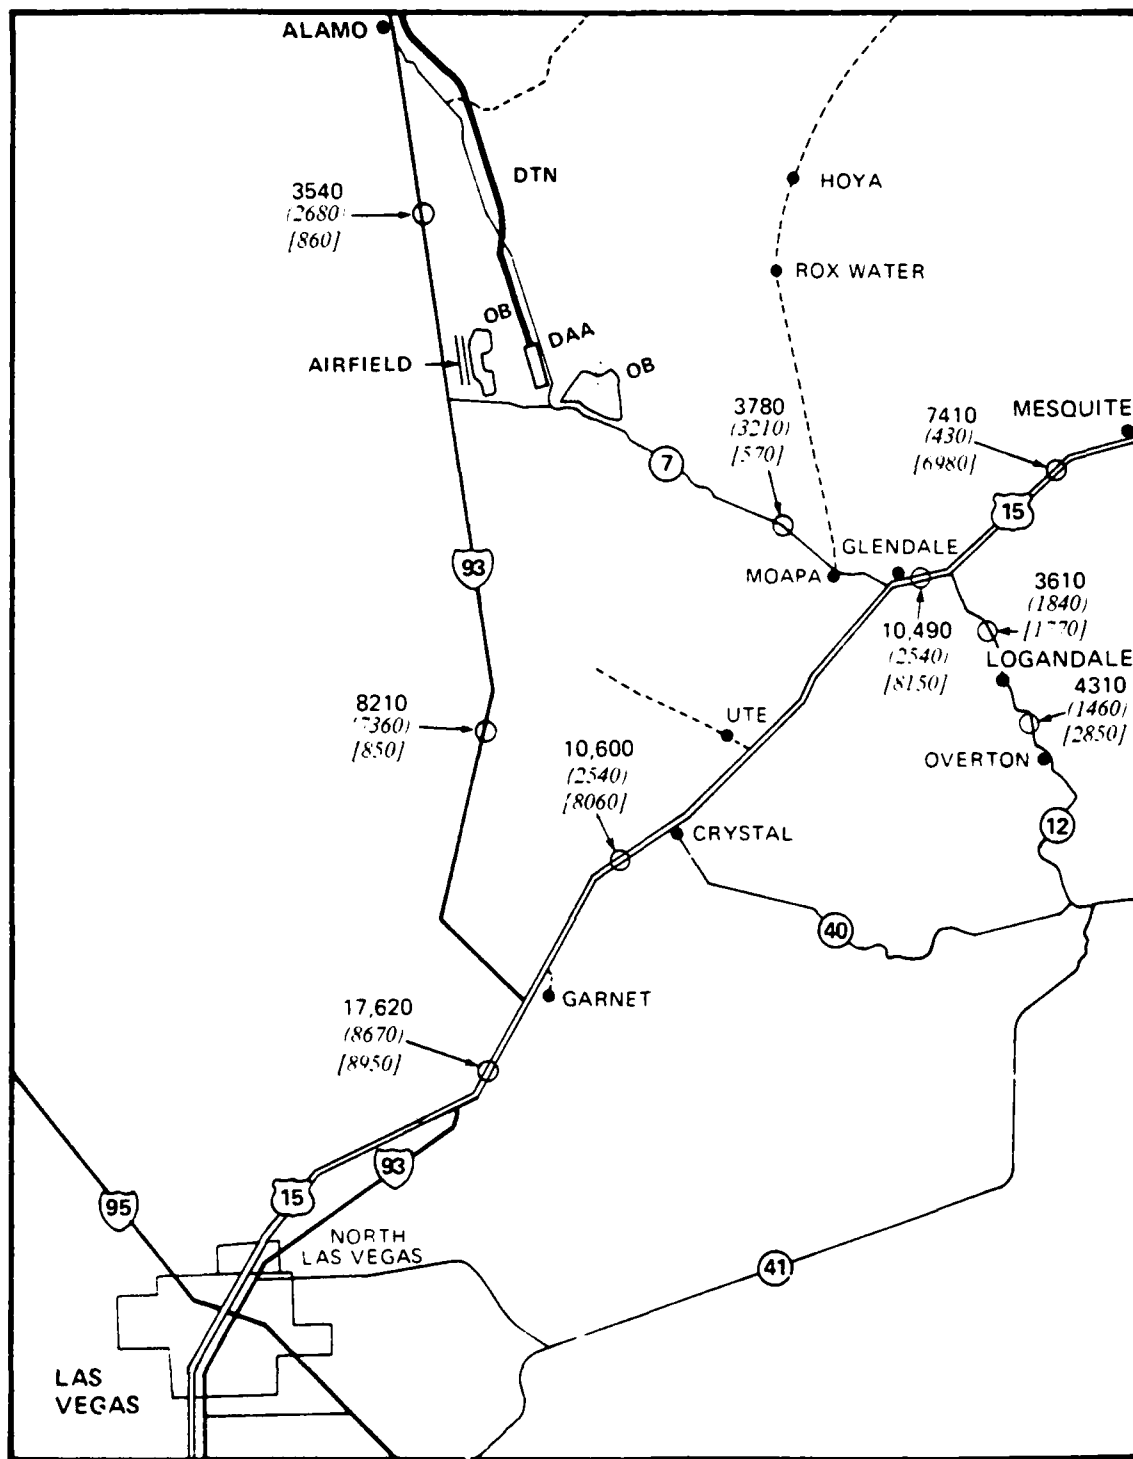 ALAMO
DTN
HOYA
3540
(2680)
[860]
ROX WATER
OB
DAA
AIRFIELD
OB
3780
(3210)
[570]
7410
(430)
[6980]
MESQUITE
7
15
GLENDALE
93
MOAPA
3610
(1840)
[1770]
10,490
(2540)
[8150]
LOGANDALE
4310
(1460)
[2850]
8210
(7360)
[850]
UTE
10,600
(2540)
[8060]
OVERTON
CRYSTAL
12
40
GARNET
17,620
(8670)
[8950]
93
15
95
NORTH
LAS VEGAS
41
LAS
VEGAS